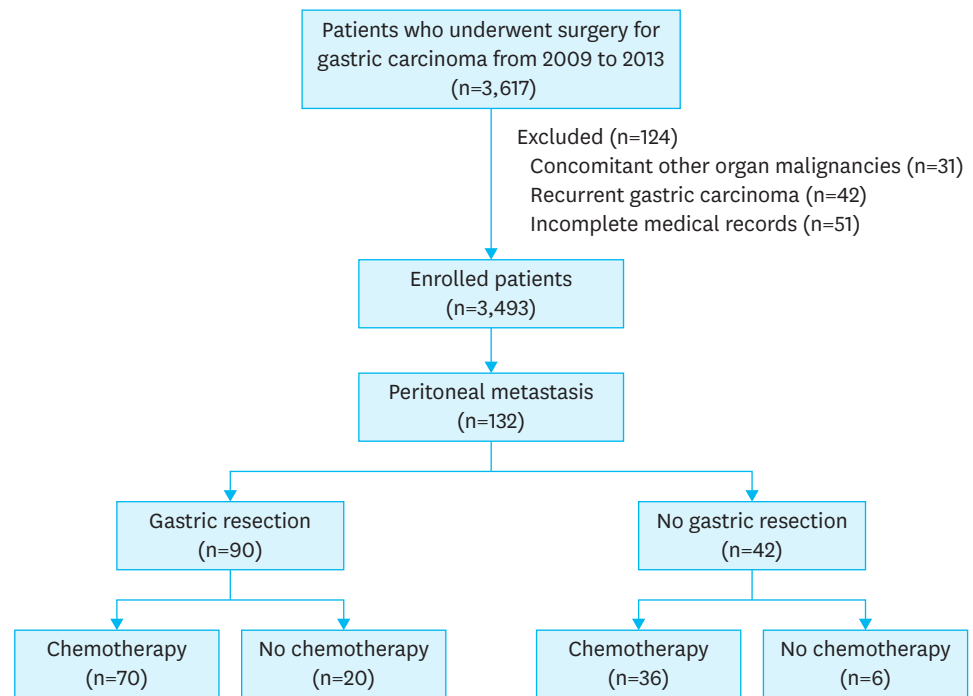 Patients who underwent surgery for
gastric carcinoma from 2009 to 2013
(n=3,617)
Excluded (n=124)
Concomitant other organ malignancies (n=31)
Recurrent gastric carcinoma (n=42)
Incomplete medical records (n=51)
Enrolled patients
(n=3,493)
Peritoneal metastasis
(n=132)
Gastric resection
(n=90)
No gastric resection
(n=42)
Chemotherapy
(n=70)
No chemotherapy
(n=20)
Chemotherapy
(n=36)
No chemotherapy
(n=6)